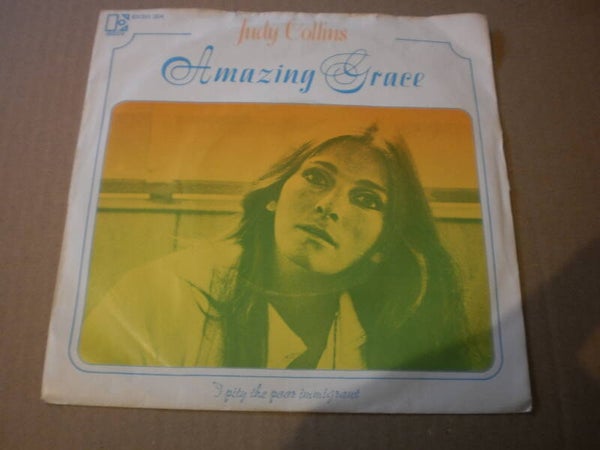 Judy Collins
Amazing Grace
I pity the poor immigrant